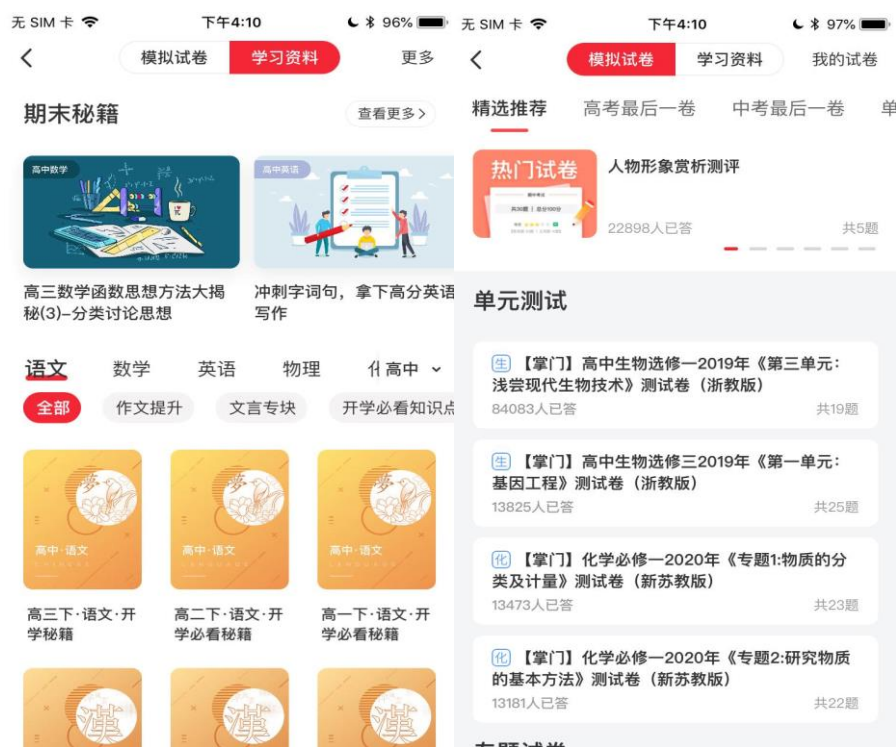 无 SIM 卡 下午4:10 96%
模拟试卷 学习资料 更多
期末秘籍 查看更多>
高中数学
高中英语
高三数学函数思想方法大揭
秘(3)–分类讨论思想
冲刺字词句，拿下高分英语
写作
语文 数学 英语 物理 高中
全部 作文提升 文言专块 开学必看知识点
高中·语文
高中·语文
高中·语文
高三下·语文·开
学秘籍
高二下·语文·开
学必看秘籍
高一下·语文·开
学必看秘籍
漢
漢
漢
无 SIM 卡 下午4:10 97%
模拟试卷 学习资料 我的试卷
精选推荐 高考最后一卷 中考最后一卷 单
热门试卷
共30题 | 总分100分
人物形象赏析测评
22898人已答 共5题
单元测试
生 【掌门】高中生物选修一2019年《第三单元：
浅尝现代生物技术》测试卷（浙教版）
84083人已答 共19题
生 【掌门】高中生物选修三2019年《第一单元：
基因工程》测试卷（浙教版）
13825人已答 共25题
化 【掌门】化学必修一2020年《专题1:物质的分
类及计量》测试卷（新苏教版）
13473人已答 共23题
化 【掌门】化学必修一2020年《专题2:研究物质
的基本方法》测试卷（新苏教版）
13181人已答 共22题